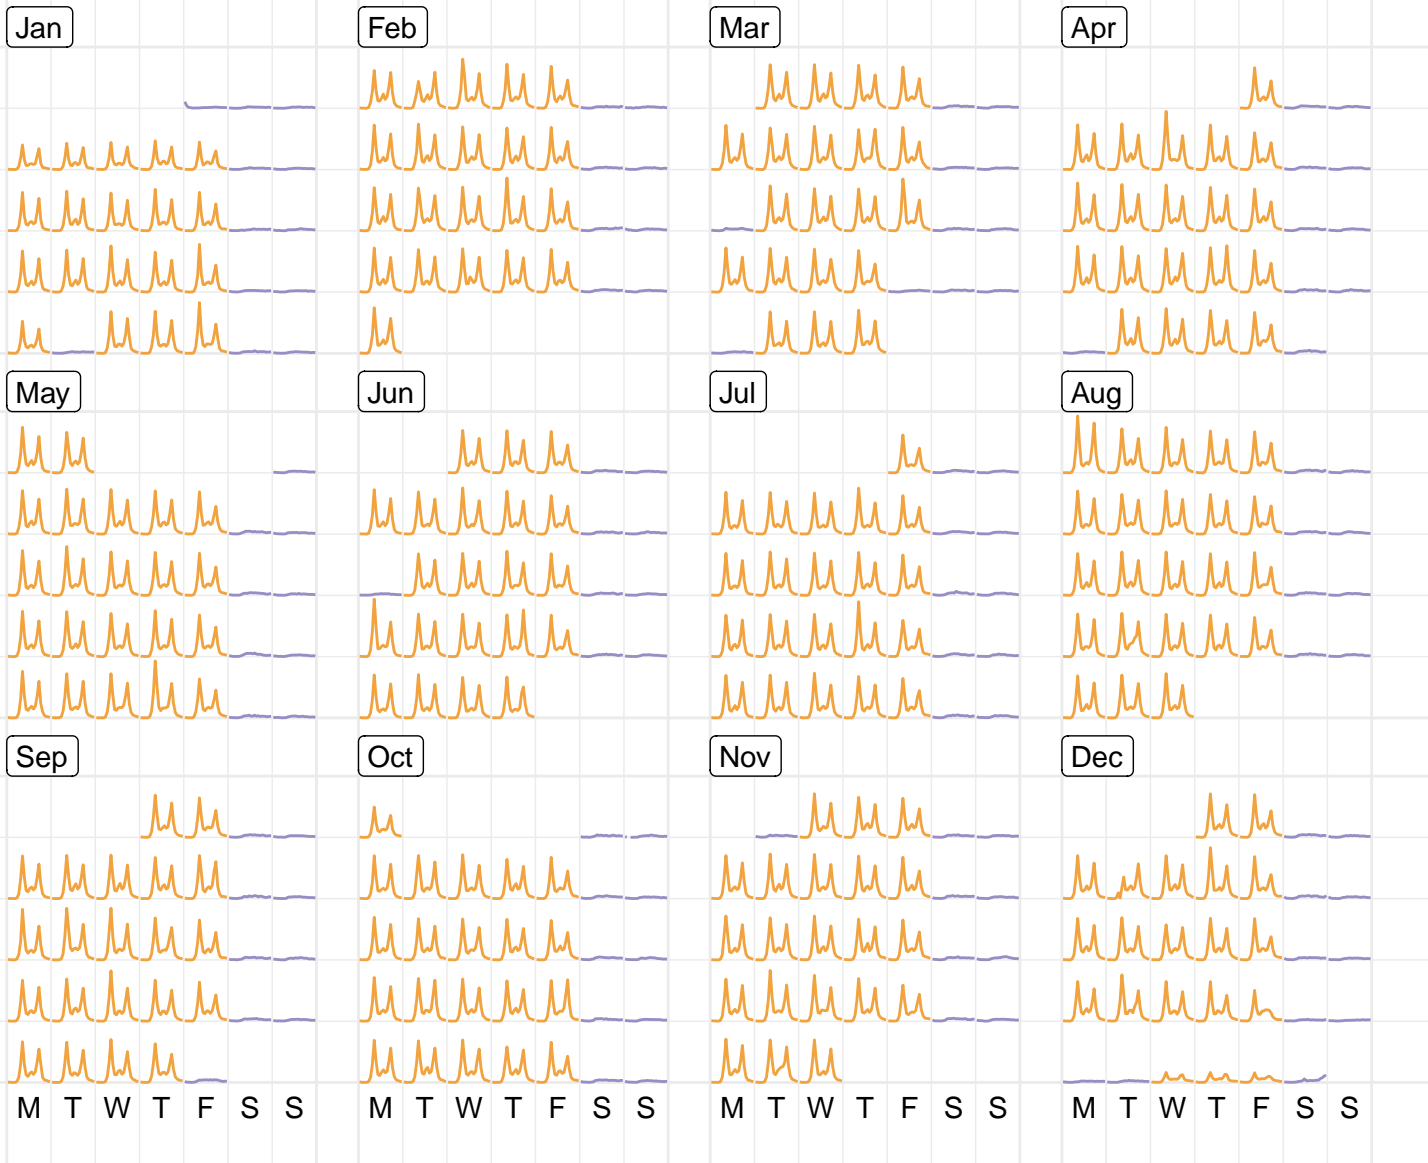 Jan Feb Mar Apr
May Jun Jul Aug
Sep Oct Nov Dec
M T W T F S S M T W T F S S M T W T F S S M T W T F S S